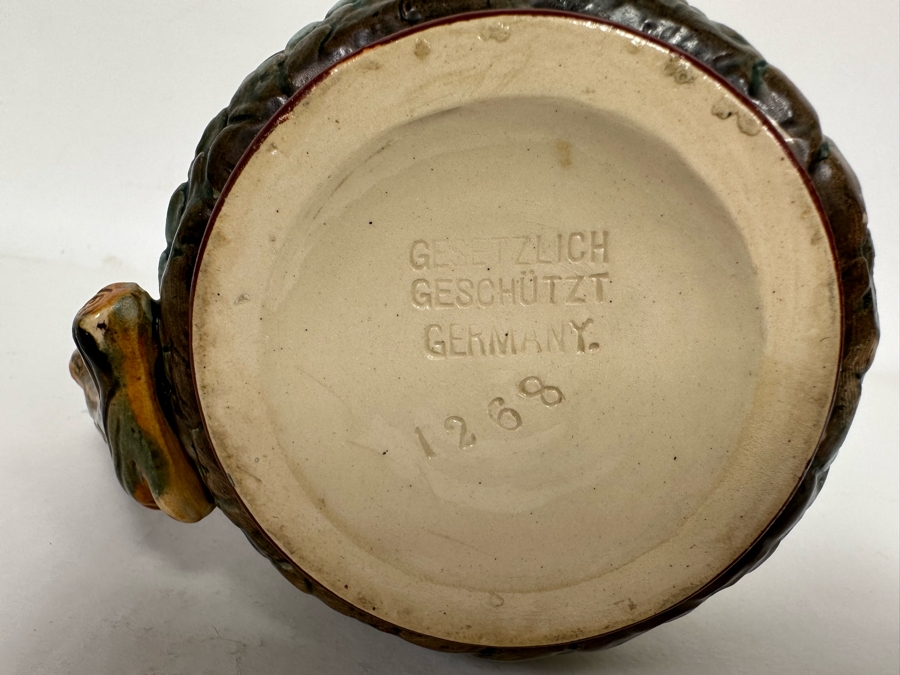 GESETZLICH
GESCHÜTZT
GERMANY.
1268